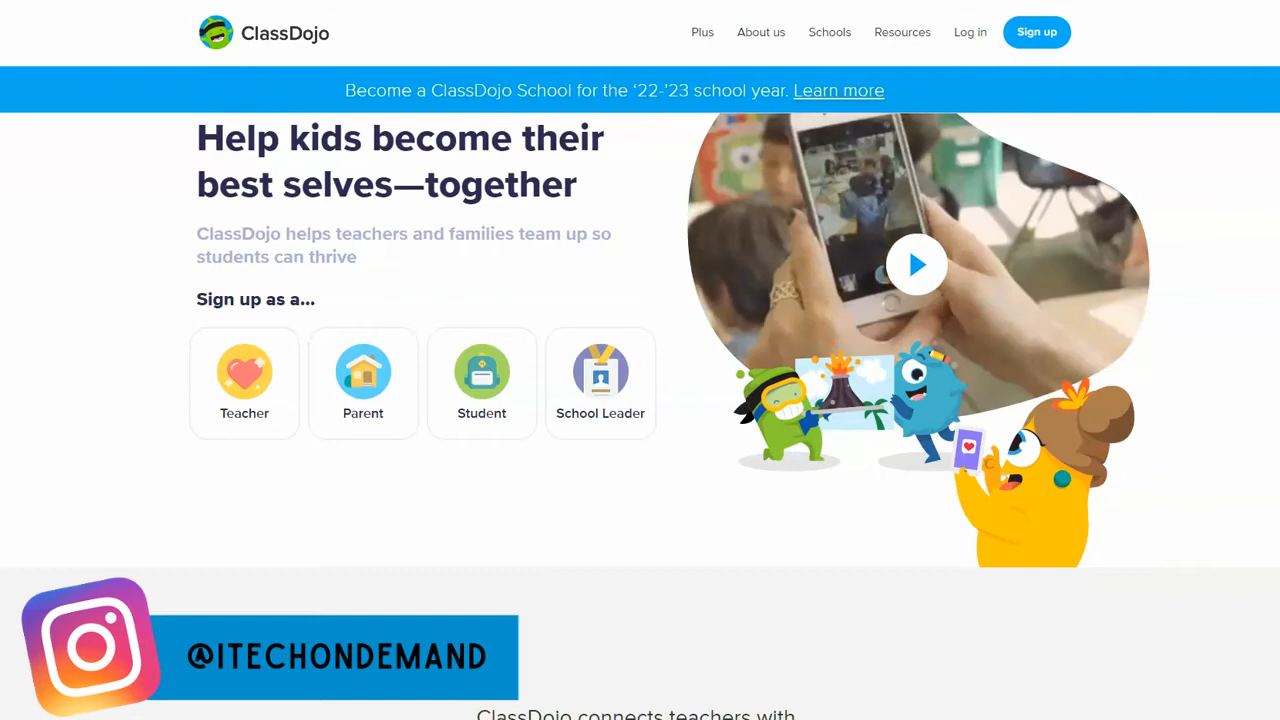 ClassDojo
Plus
About us
Schools
Resources
Log in
Sign up
Become a ClassDojo School for the ‘22-’23 school year. Learn more
Help kids become their
best selves—together
ClassDojo helps teachers and families team up so
students can thrive
Sign up as a...
Teacher
Parent
Student
School Leader
@ITECHONDEMAND
ClassDojo connects teachers with